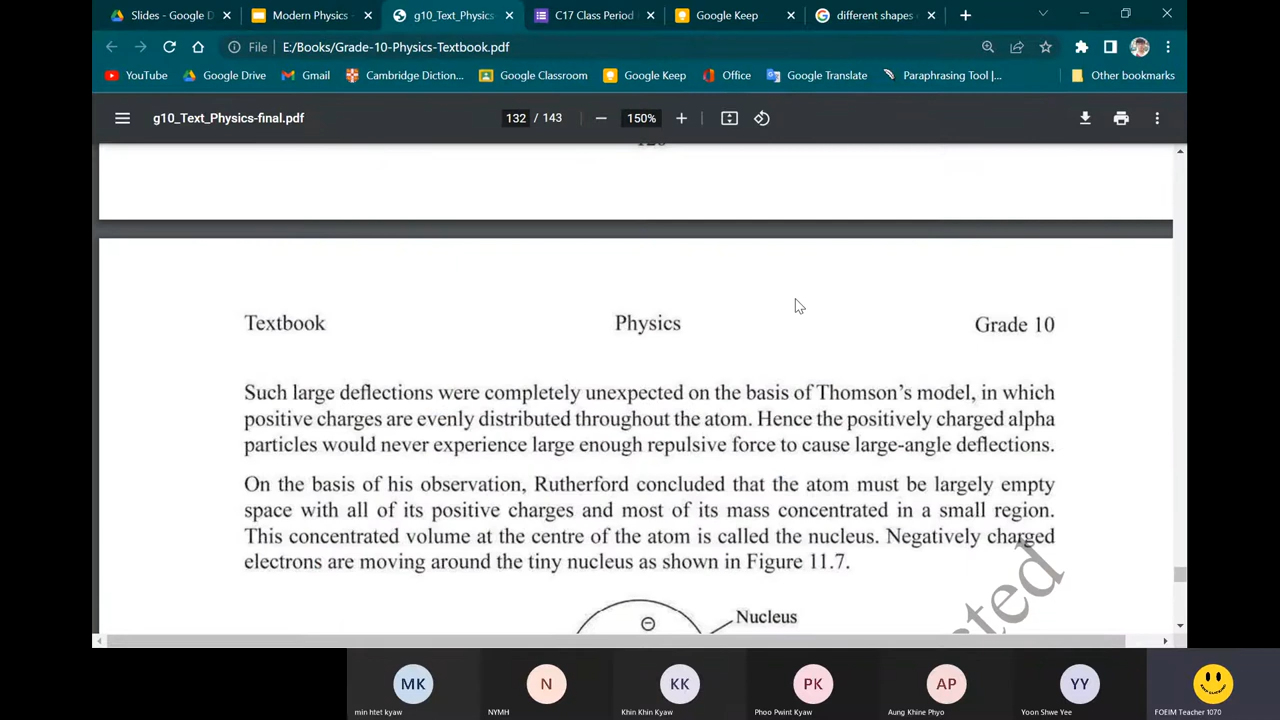 Slides - Google D
Modern Physics
g10_Text_Physics
C17 Class Period
Google Keep
different shapes
File
E:/Books/Grade-10-Physics-Textbook.pdf
YouTube
Google Drive
Gmail
Cambridge Diction...
Google Classroom
Google Keep
Office
Google Translate
Paraphrasing Tool |...
Other bookmarks
g10_Text_Physics-final.pdf
132 / 143
150%
Textbook
Physics
Grade 10
Such large deflections were completely unexpected on the basis of Thomson's model, in which
positive charges are evenly distributed throughout the atom. Hence the positively charged alpha
particles would never experience large enough repulsive force to cause large-angle deflections.
On the basis of his observation, Rutherford concluded that the atom must be largely empty
space with all of its positive charges and most of its mass concentrated in a small region.
This concentrated volume at the centre of the atom is called the nucleus. Negatively charged
electrons are moving around the tiny nucleus as shown in Figure 11.7.
Nucleus
MK
N
KK
PK
AP
YY
min htet kyaw
NYMH
Khin Khin Kyaw
Phoo Pwint Kyaw
Aung Khine Phyo
Yoon Shwe Yee
FOEIM Teacher 1070